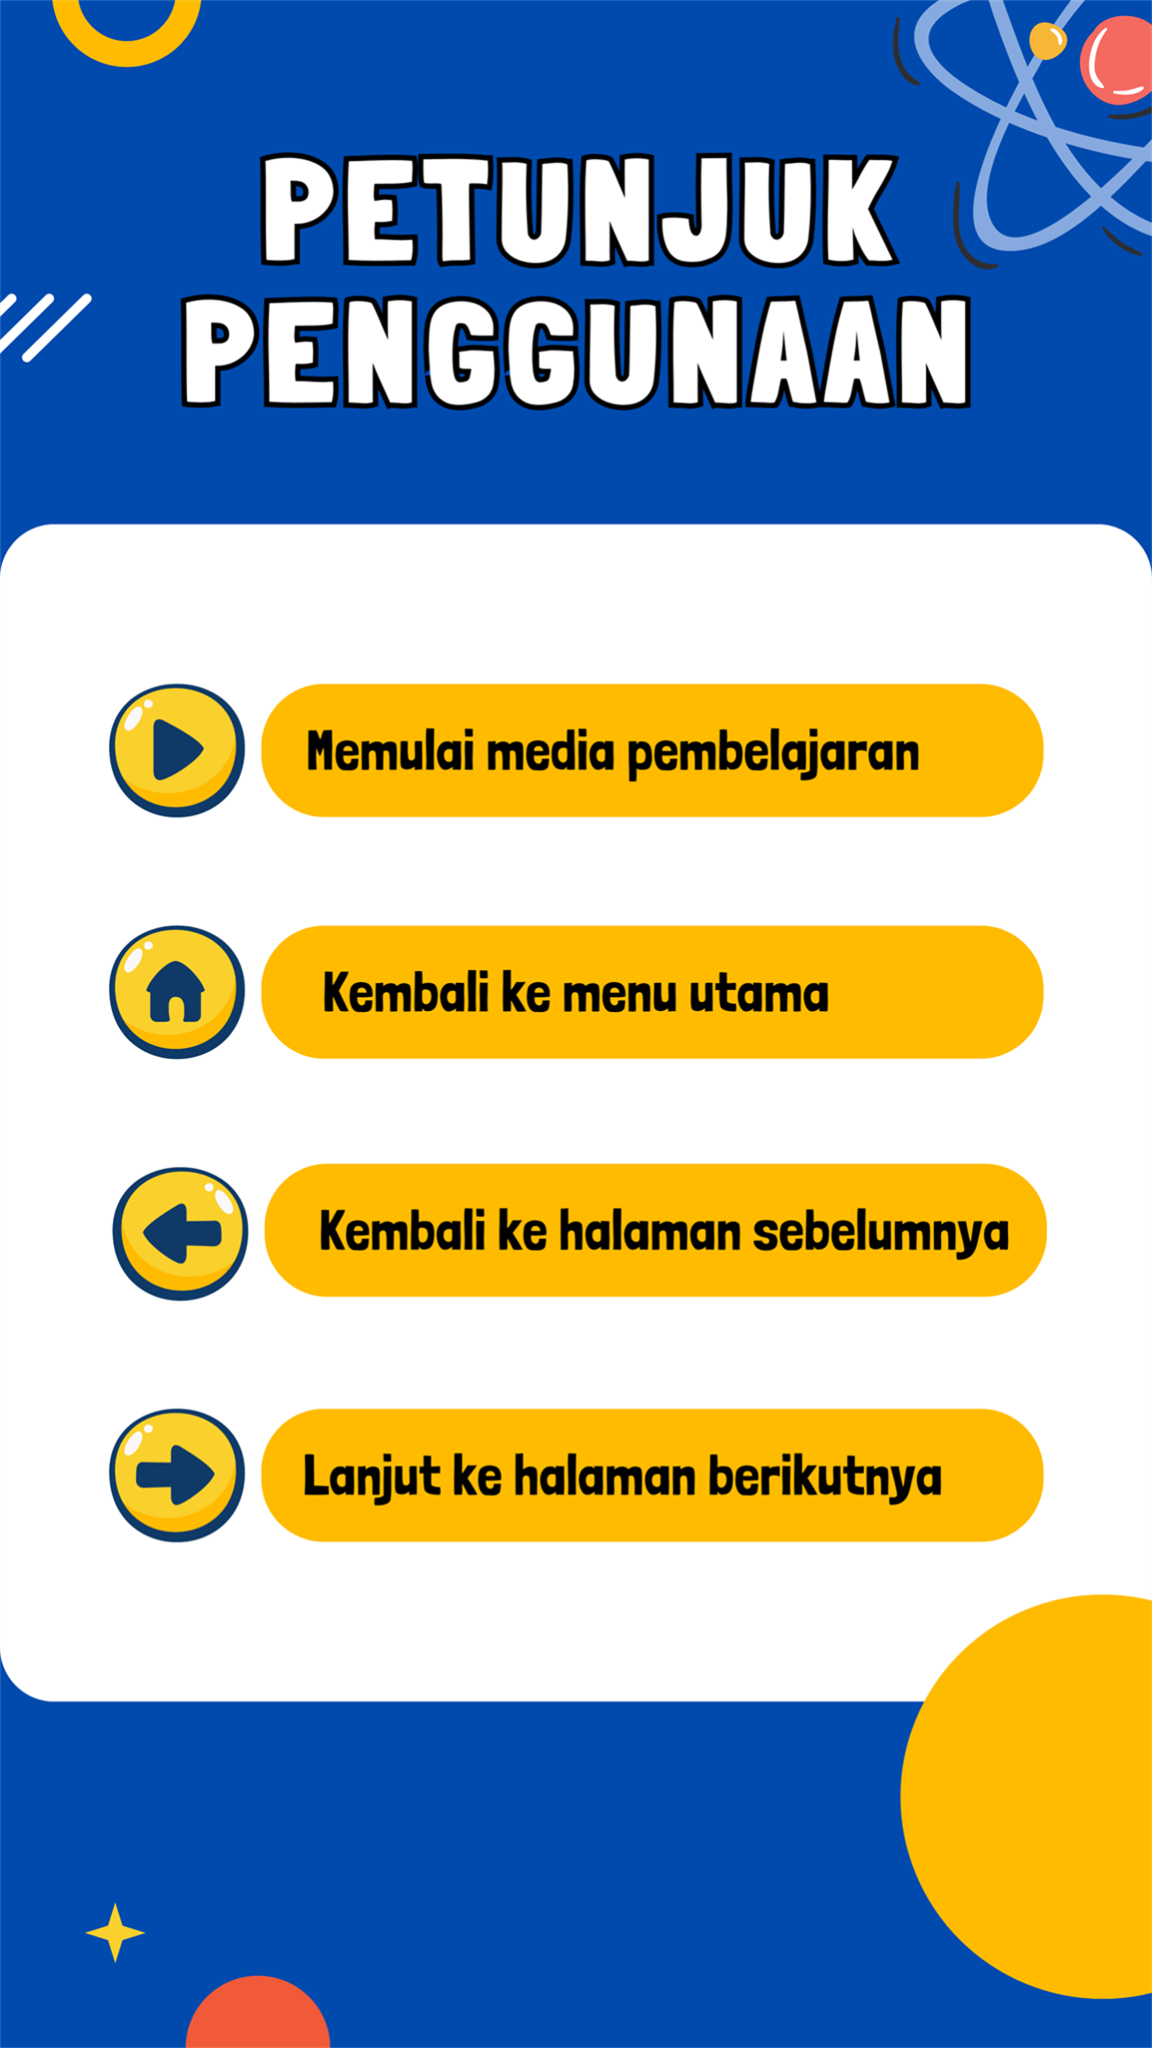 PETUNJUK
PENGGUNAAN
Memulai media pembelajaran
Kembali ke menu utama
Kembali ke halaman sebelumnya
Lanjut ke halaman berikutnya